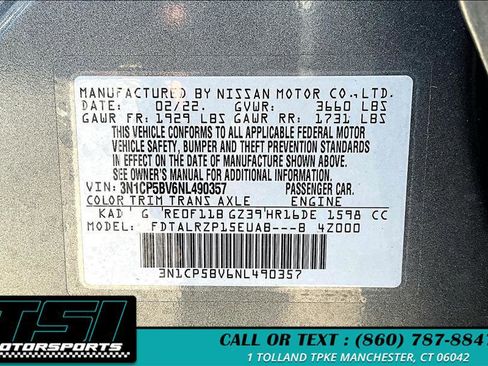 MANUFACTURED BY NISSAN MOTOR CO., LTD.
DATE: 02/22. GVWR: 3660 LBS
GAWR FR: 1929 LBS GAWR RR: 1731 LBS
THIS VEHICLE CONFORMS TO ALL APPLICABLE FEDERAL MOTOR
VEHICLE SAFETY, BUMPER, AND THEFT PREVENTION STANDARDS
IN EFFECT ON THE DATE OF MANUFACTURE SHOWN ABOVE.
SEE OWNER'S MANUAL FOR ADDITIONAL INFORMATION.
VIN: 3N1CP5BV6NL490357 PASSENGER CAR.
COLOR TRIM TRANS AXLE ENGINE
KAD G RE0F11B GZ39 HR16DE 1598 CC
MODEL: FDTALRZP15EUAB---B 4Z000
3N1CP5BV6NL490357
TSI
MOTORSPORTS
CALL OR TEXT : (860) 787-8847
1 TOLLAND TPKE MANCHESTER, CT 06042